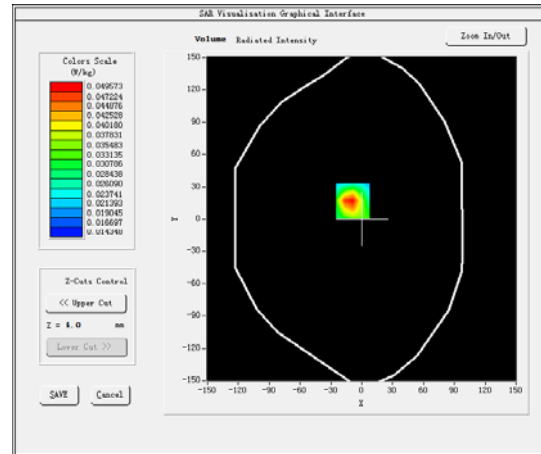 SAR Visualisation Graphical Interface
Volume Radiated Intensity
Zoom In/Out
Colors Scale
(W/kg)
0.049573
0.047224
0.044876
0.042528
0.040180
0.037831
0.035483
0.033135
0.030786
0.028438
0.026090
0.023741
0.021393
0.019045
0.016697
0.014348
Z-Cuts Control
<< Upper Cut
Z = 4.0 mm
Lower Cut >>
SAVE Cancel
150
120
90
60
30
0
-30
-60
-90
-120
-150
Y
-150 -120 -90 -60 -30 0 30 60 90 120 150
X